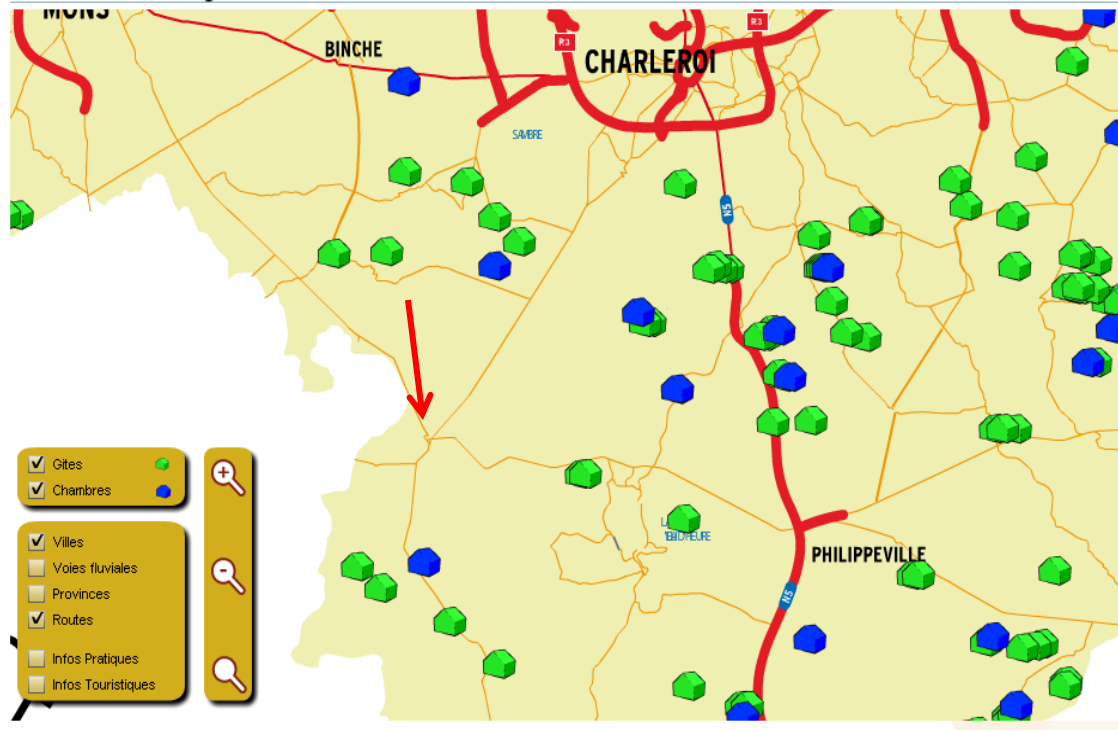 MONS
BINCHE
R3
R3
CHARLEROI
SAMBRE
N5
PHILIPPEVILLE
N5
Gites
Chambres
Villes
Voies fluviales
Provinces
Routes
Infos Pratiques
Infos Touristiques